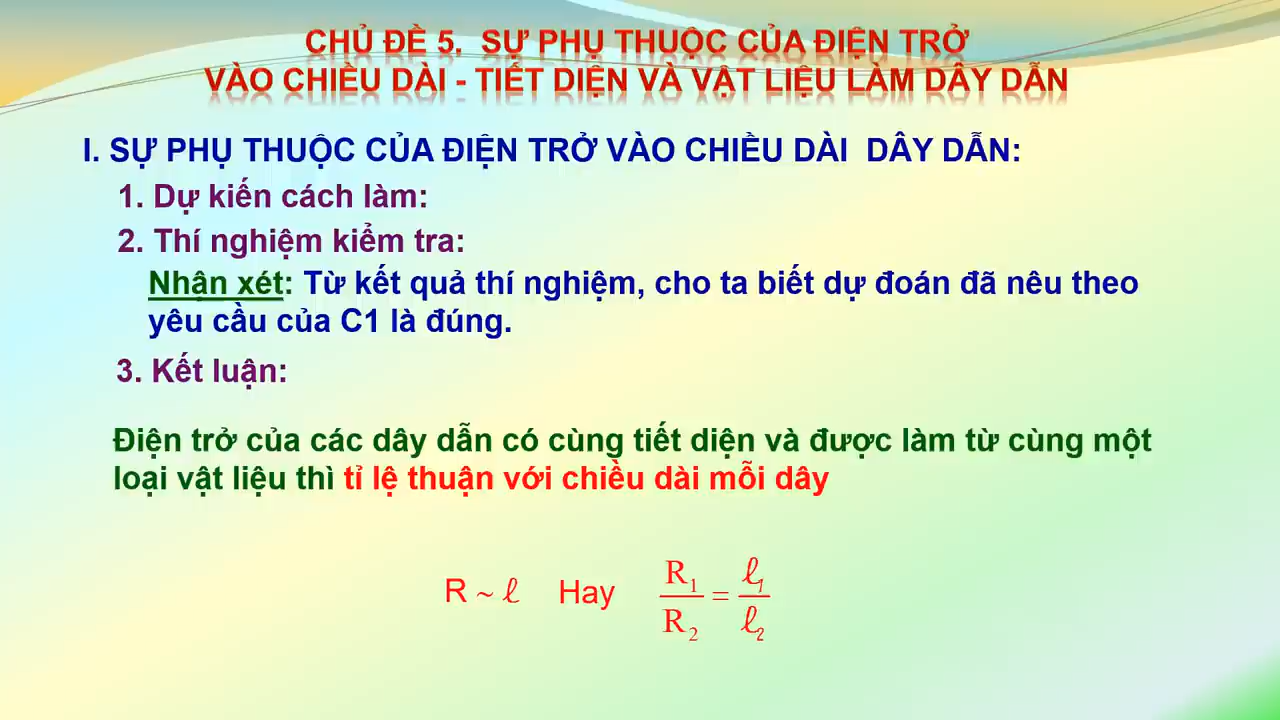 CHỦ ĐỀ 5. SỰ PHỤ THUỘC CỦA ĐIỆN TRỞ
VÀO CHIỀU DÀI - TIẾT DIỆN VÀ VẬT LIỆU LÀM DÂY DẪN
I. SỰ PHỤ THUỘC CỦA ĐIỆN TRỞ VÀO CHIỀU DÀI DÂY DẪN:
1. Dự kiến cách làm:
2. Thí nghiệm kiểm tra:
Nhận xét: Từ kết quả thí nghiệm, cho ta biết dự đoán đã nêu theo
yêu cầu của C1 là đúng.
3. Kết luận:
Điện trở của các dây dẫn có cùng tiết diện và được làm từ cùng một
loại vật liệu thì tỉ lệ thuận với chiều dài mỗi dây
R ~ ℓ Hay R₁/R₂ = ℓ₁/ℓ₂